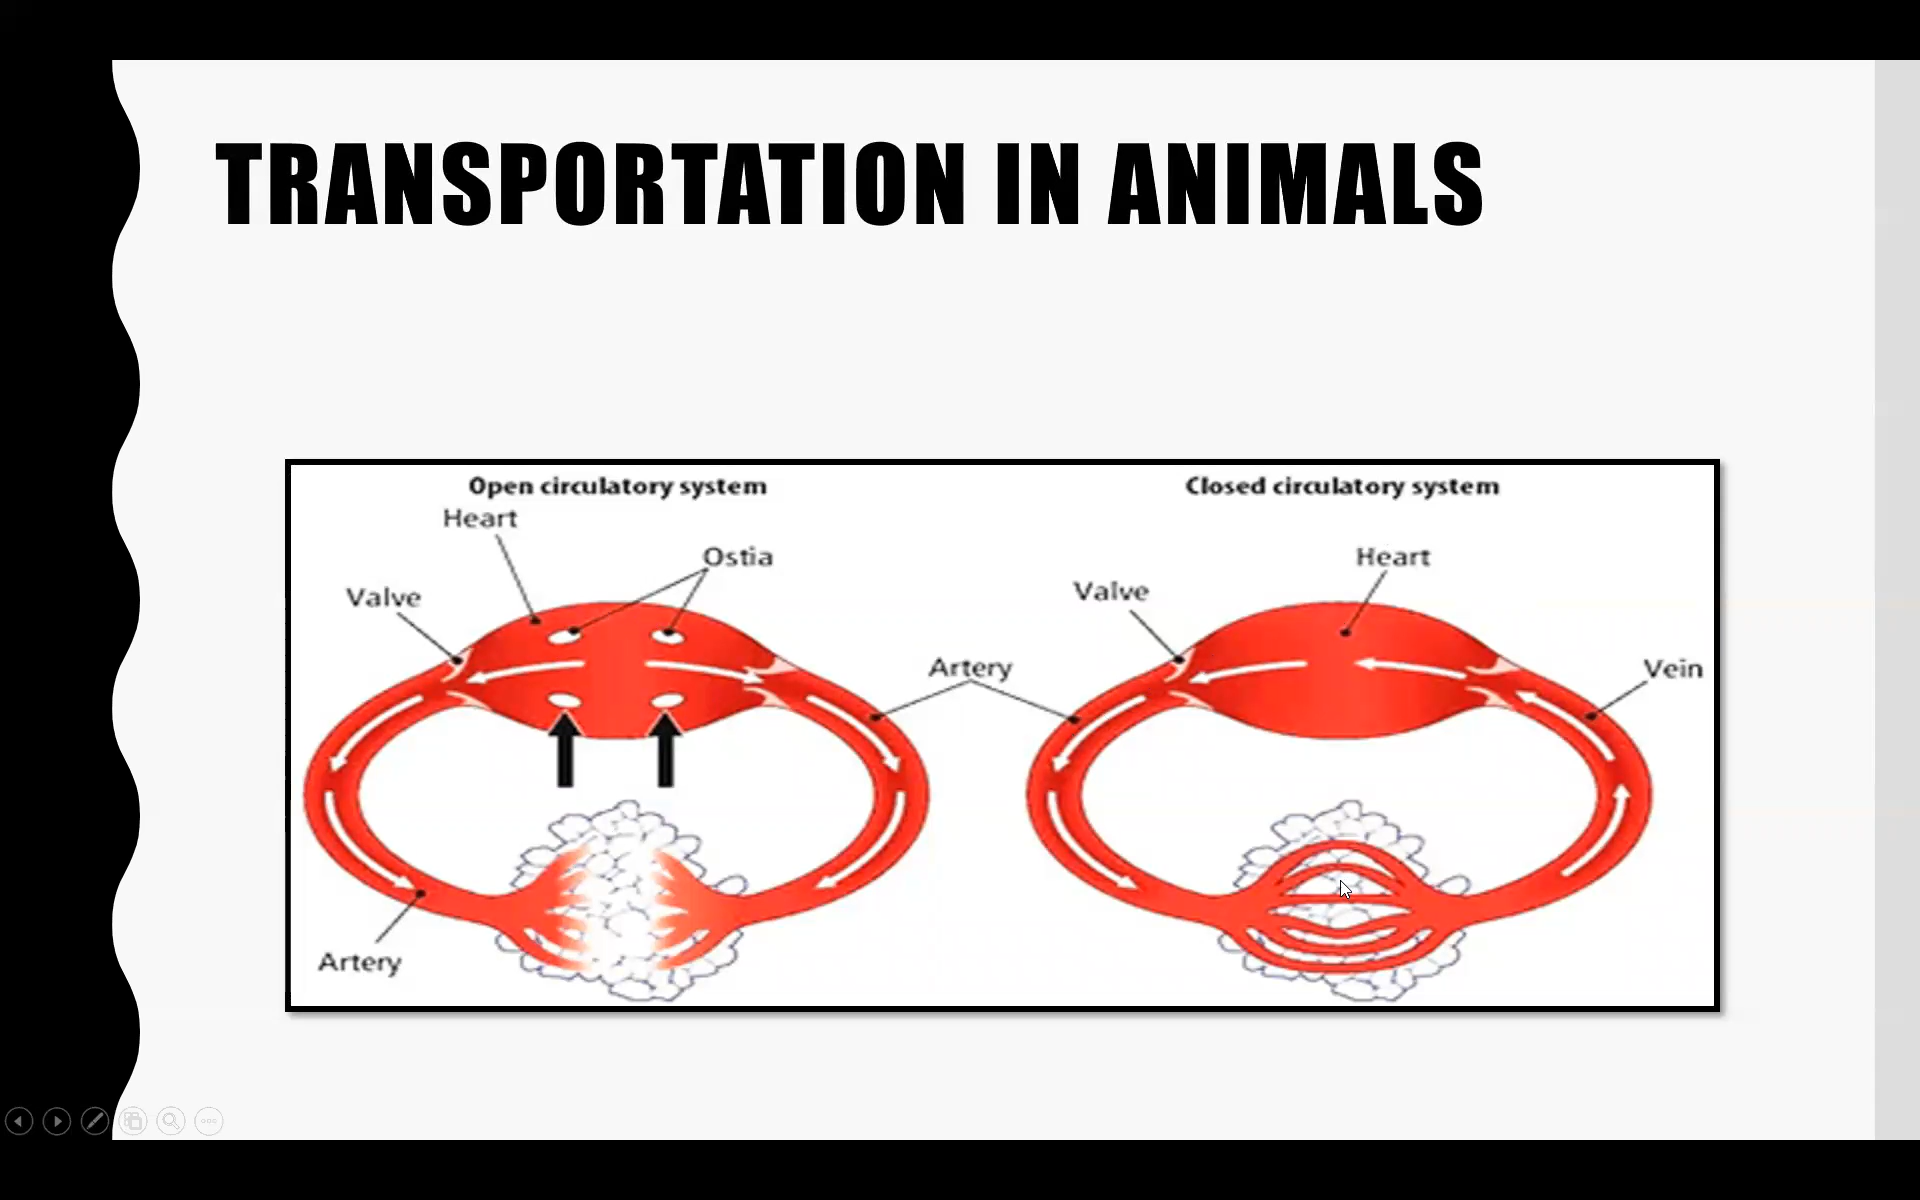 TRANSPORTATION IN ANIMALS
Open circulatory system
Heart
Ostia
Valve
Artery
Artery
Closed circulatory system
Heart
Valve
Vein